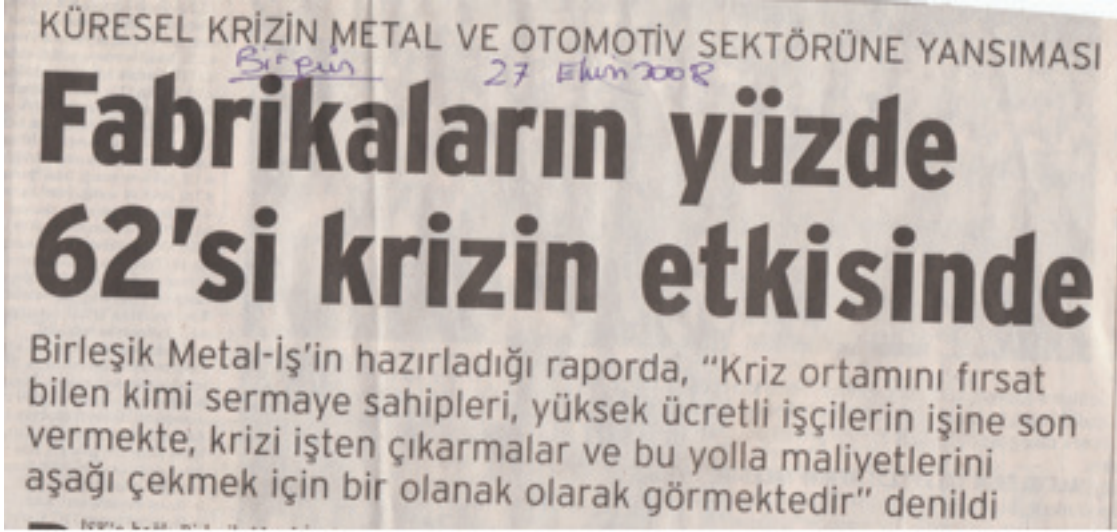 KÜRESEL KRİZİN METAL VE OTOMOTİV SEKTÖRÜNE YANSIMASI
Birgün 27 Ekim 2008
Fabrikaların yüzde
62'si krizin etkisinde
Birleşik Metal-İş'in hazırladığı raporda, “Kriz ortamını fırsat
bilen kimi sermaye sahipleri, yüksek ücretli işçilerin işine son
vermekte, krizi işten çıkarmalar ve bu yolla maliyetlerini
aşağı çekmek için bir olanak olarak görmektedir” denildi